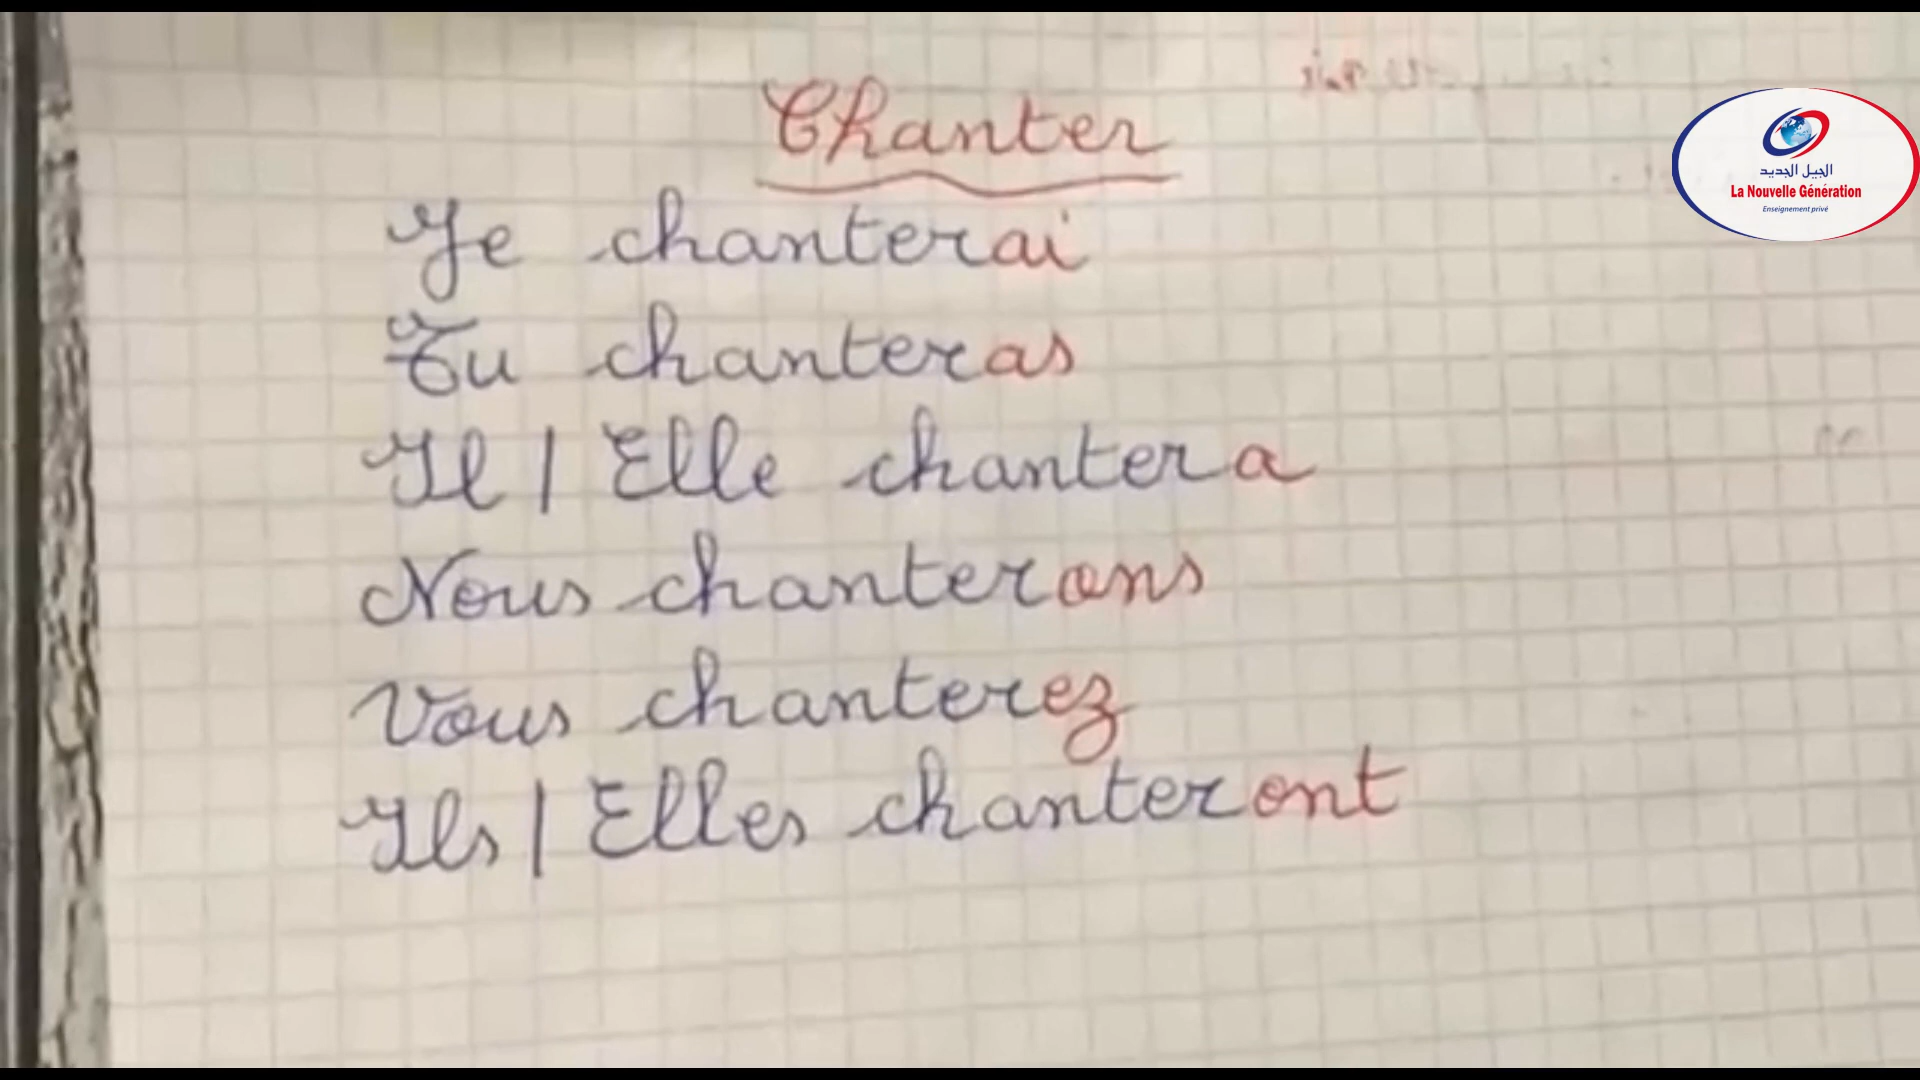 Chanter
Je chanterai
Tu chanteras
Il | Elle chantera
Nous chanterons
Vous chanterez
Ils | Elles chanteront
الجيل الجديد
La Nouvelle Génération
Enseignement privé